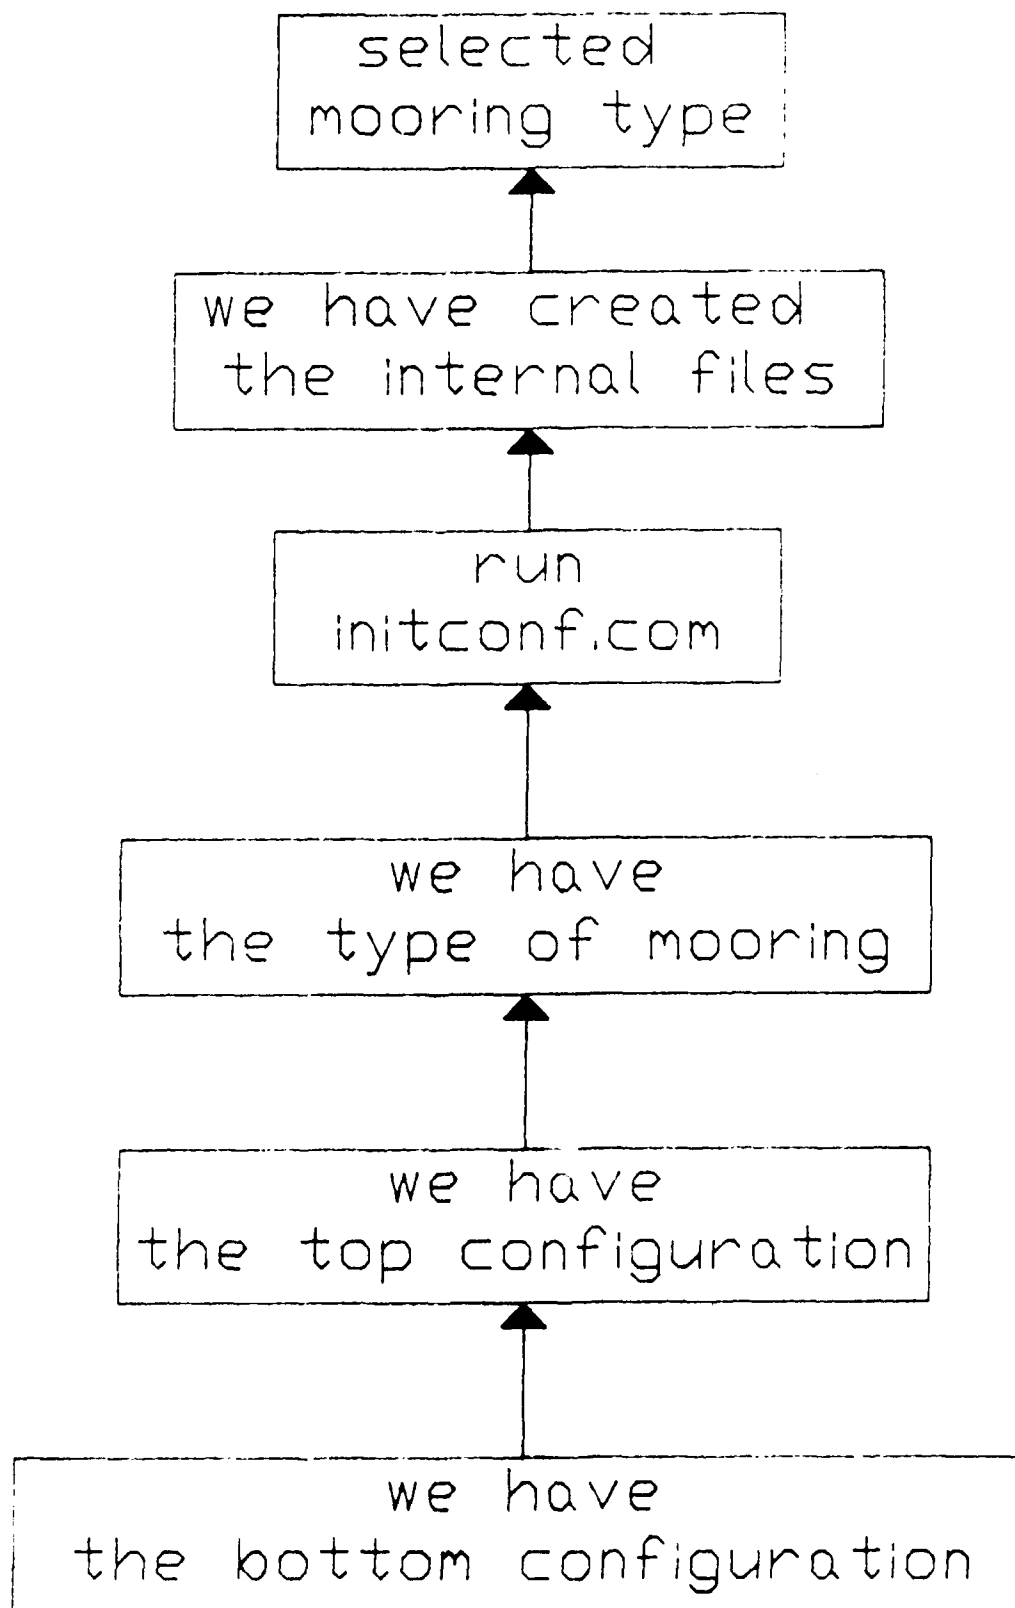 selected
mooring type
we have created
the internal files
run
initconf.com
we have
the type of mooring
we have
the top configuration
we have
the bottom configuration